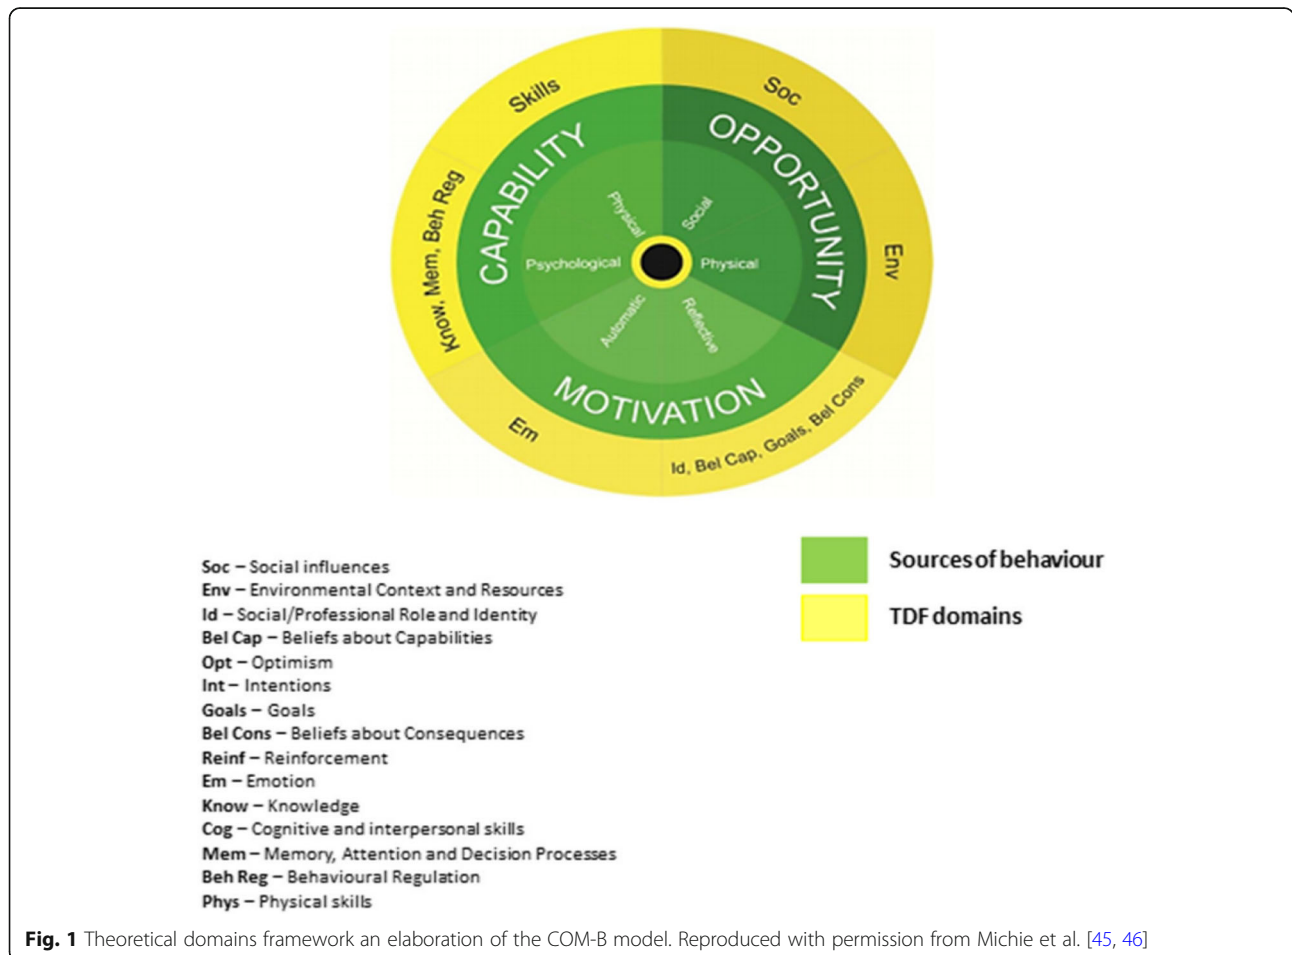 Skills
Soc
Know, Mem, Beh Reg
Env
Em
Id, Bel Cap, Goals, Bel Cons
CAPABILITY
OPPORTUNITY
MOTIVATION
Physical
Social
Psychological
Physical
Automatic
Reflective
Soc – Social influences
Env – Environmental Context and Resources
Id – Social/Professional Role and Identity
Bel Cap – Beliefs about Capabilities
Opt – Optimism
Int – Intentions
Goals – Goals
Bel Cons – Beliefs about Consequences
Reinf – Reinforcement
Em – Emotion
Know – Knowledge
Cog – Cognitive and interpersonal skills
Mem – Memory, Attention and Decision Processes
Beh Reg – Behavioural Regulation
Phys – Physical skills
Sources of behaviour
TDF domains
Fig. 1 Theoretical domains framework an elaboration of the COM-B model. Reproduced with permission from Michie et al. [45, 46]